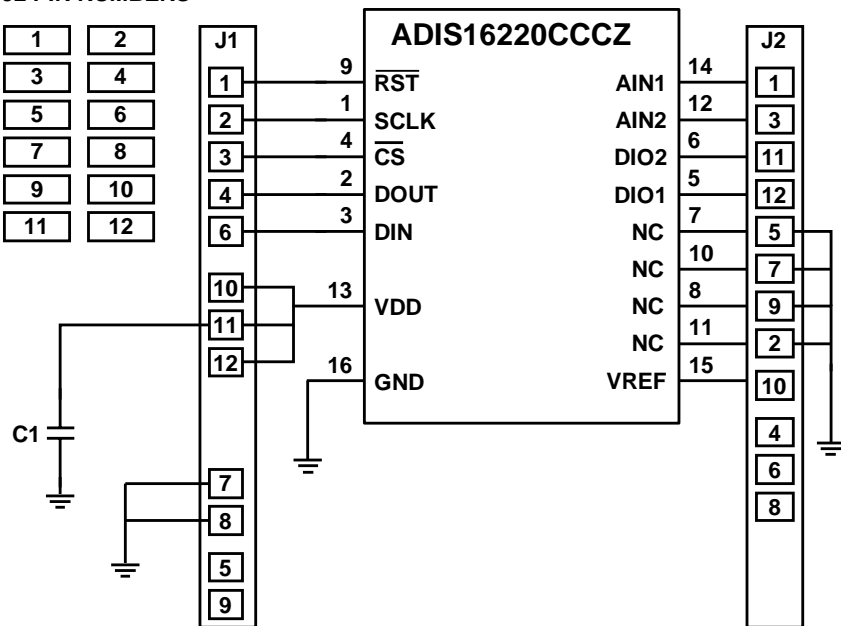 PIN NUMBERS
1 2
3 4
5 6
7 8
9 10
11 12
J1
1
2
3
4
6
10
11
12
7
8
5
9
C1
ADIS16220CCCZ
9 RST
1 SCLK
4 CS
2 DOUT
3 DIN
13 VDD
16 GND
AIN1 14
AIN2 12
DIO2 6
DIO1 5
NC 7
NC 10
NC 8
NC 11
VREF 15
J2
1
3
11
12
5
7
9
2
10
4
6
8